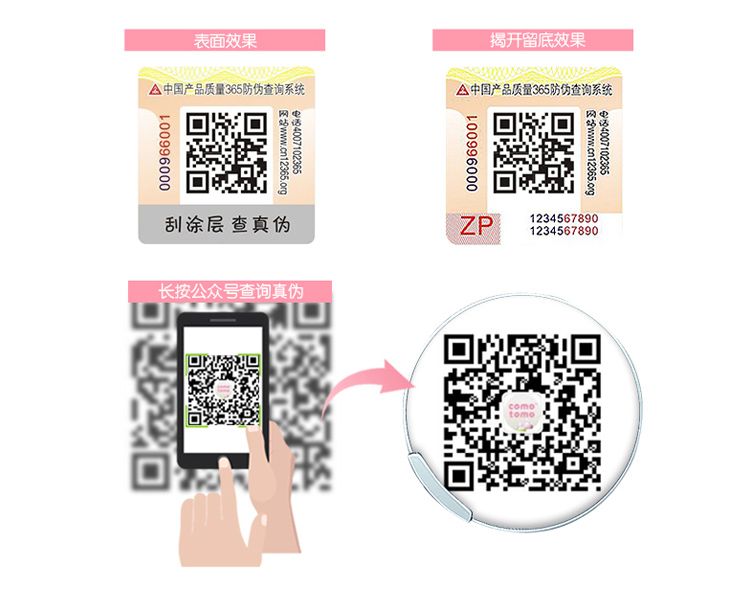 表面效果
揭开留底效果
中国产品质量365防伪查询系统
000966001
电话4007102365
网站www.cn12365.org
刮涂层 查真伪
中国产品质量365防伪查询系统
000966001
电话4007102365
网站www.cn12365.org
ZP
1234567890
1234567890
长按公众号查询真伪
como
tomo